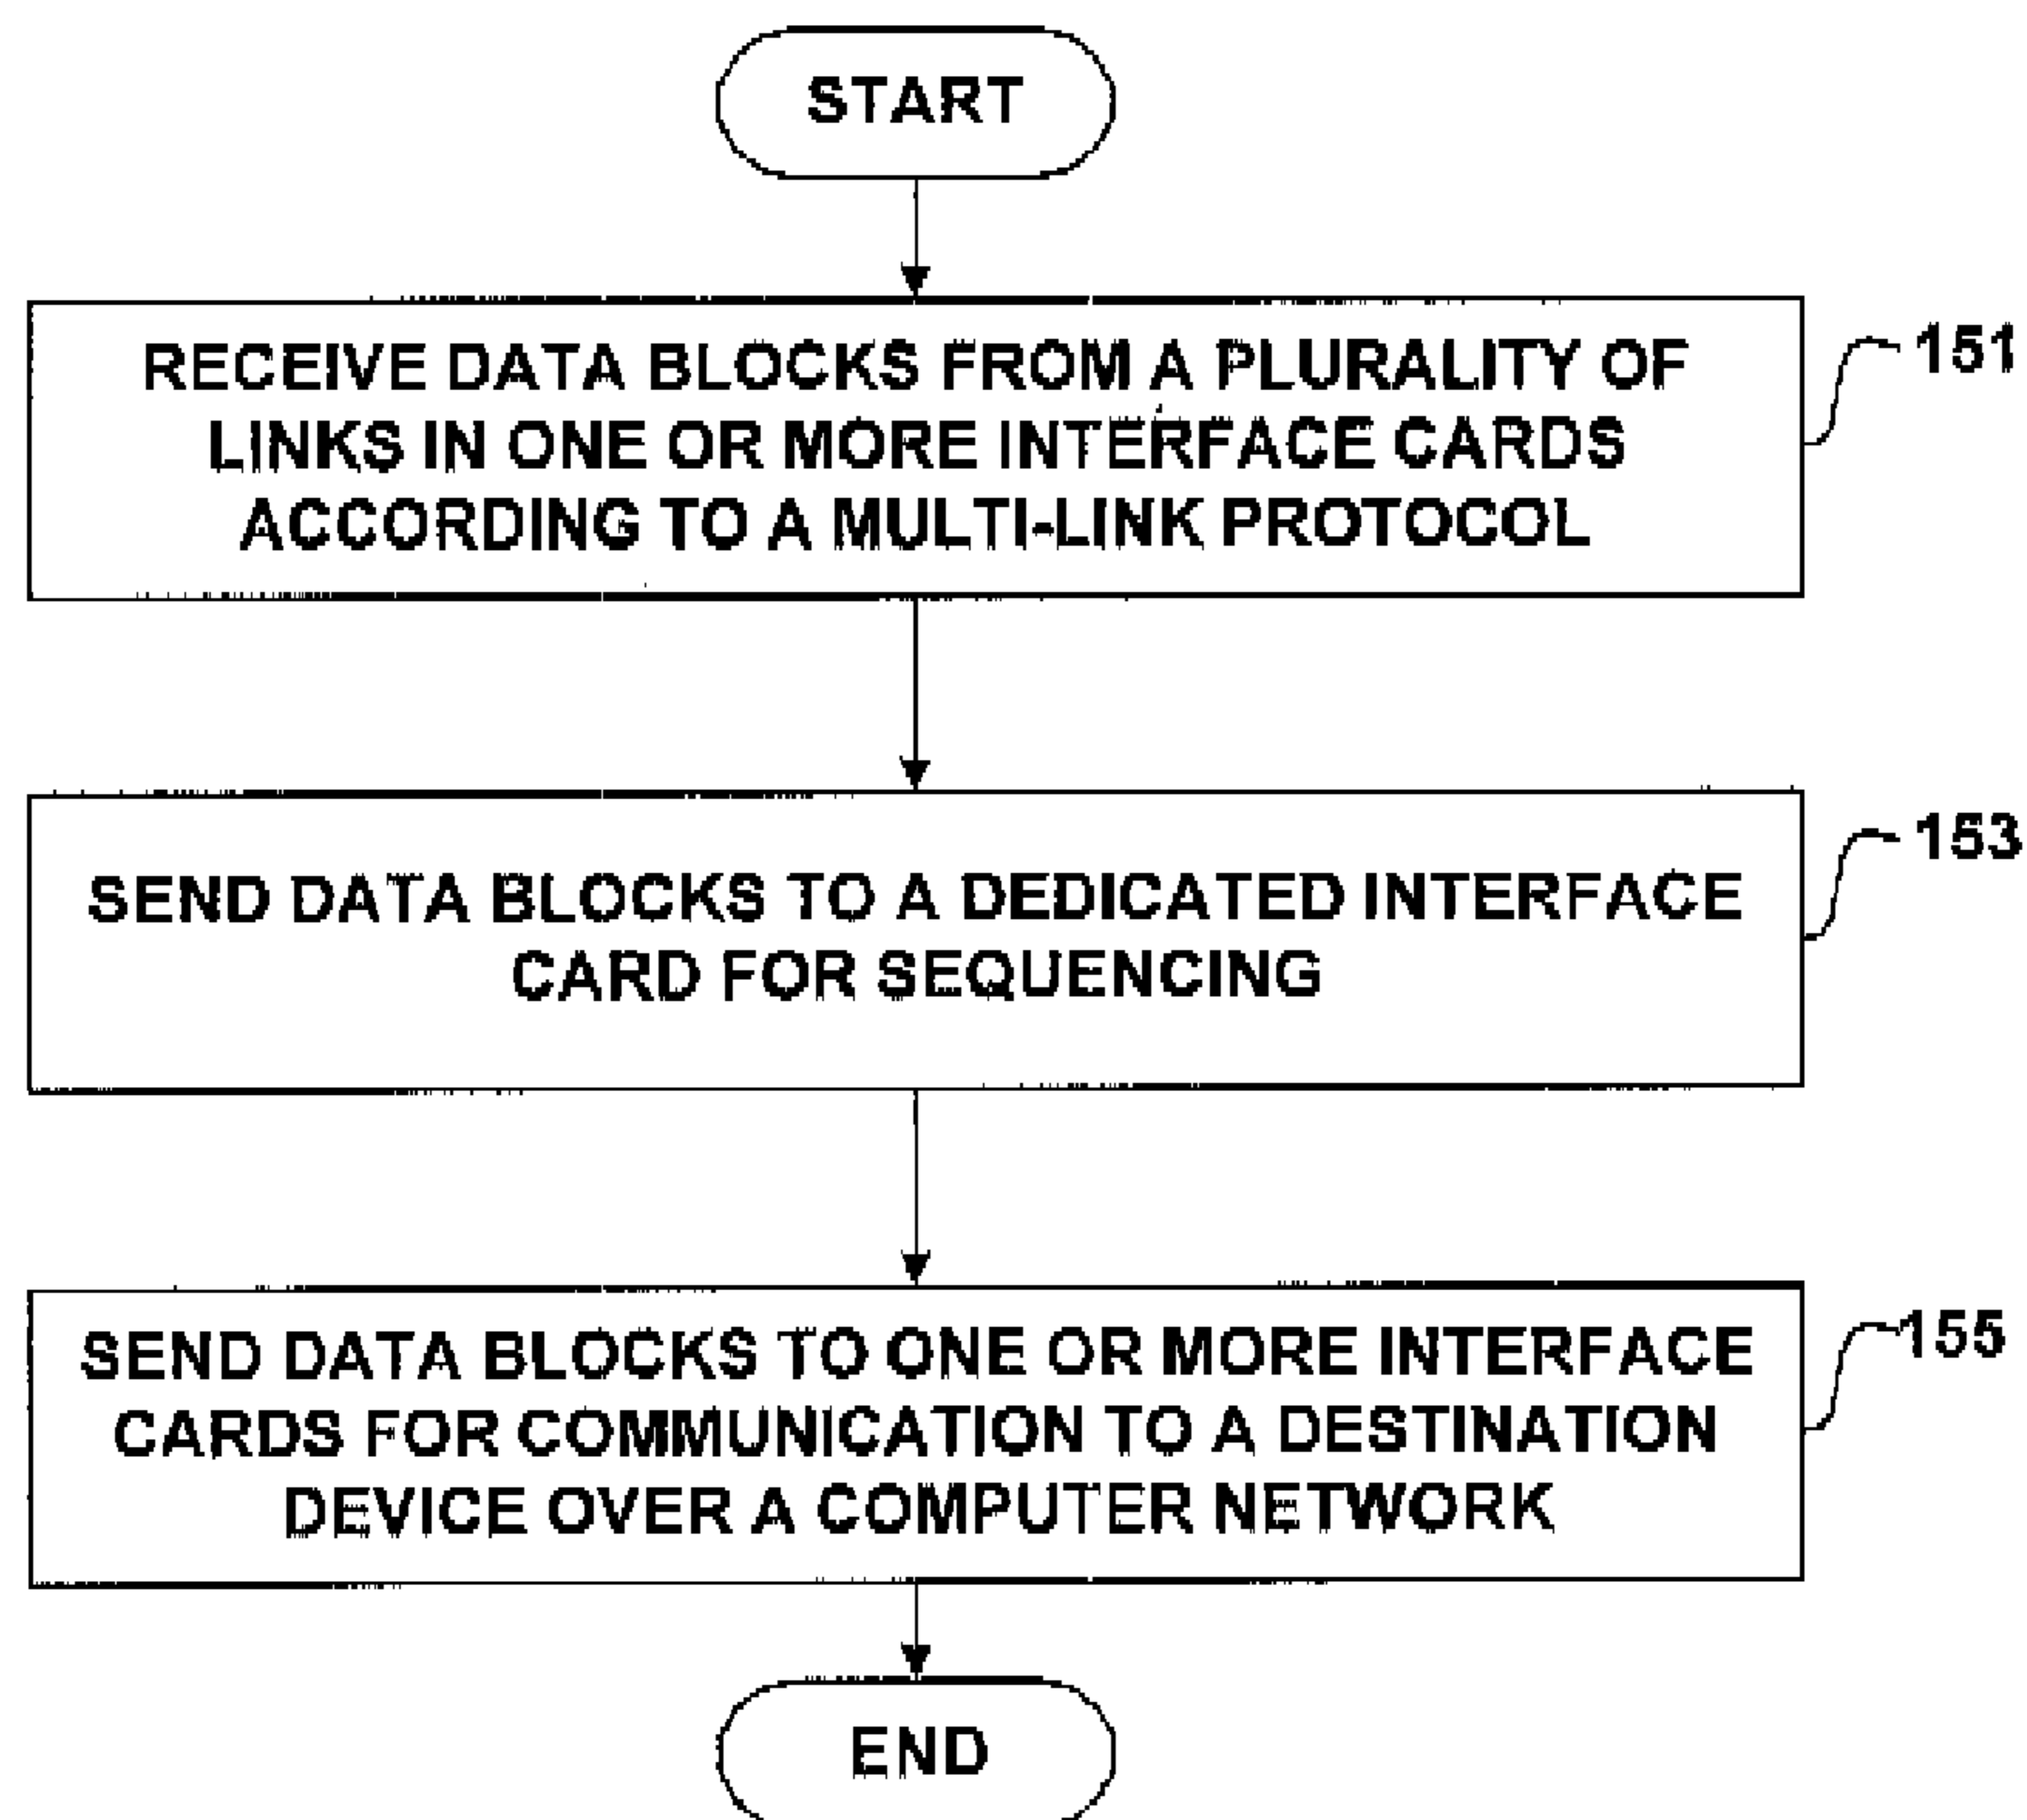 START
RECEIVE DATA BLOCKS FROM A PLURALITY OF
LINKS IN ONE OR MORE INTERFACE CARDS
ACCORDING TO A MULTI-LINK PROTOCOL
151
SEND DATA BLOCKS TO A DEDICATED INTERFACE
CARD FOR SEQUENCING
153
SEND DATA BLOCKS TO ONE OR MORE INTERFACE
CARDS FOR COMMUNICATION TO A DESTINATION
DEVICE OVER A COMPUTER NETWORK
155
END